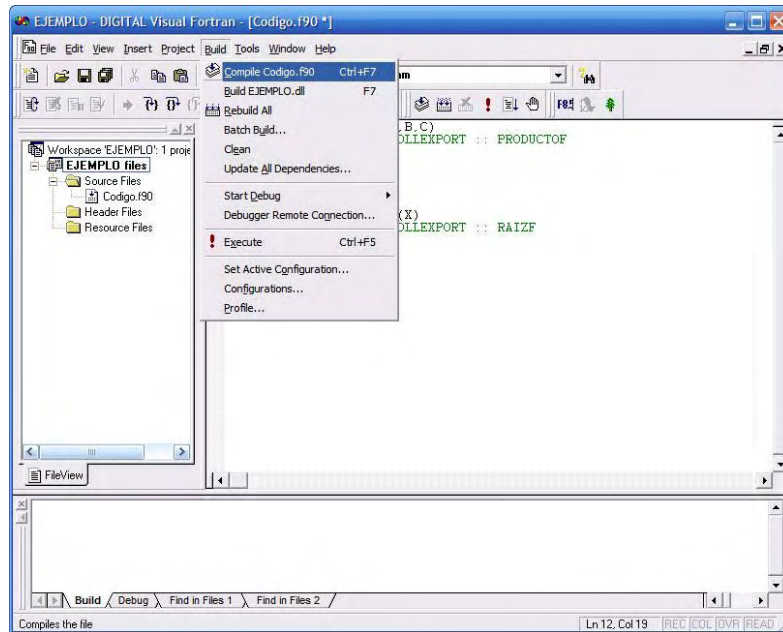 EJEMPLO - DIGITAL Visual Fortran - [Codigo.f90 *]
File Edit View Insert Project Build Tools Window Help
Compile Codigo.f90 Ctrl+F7
Build EJEMPLO.dll F7
Rebuild All
Batch Build...
Clean
Update All Dependencies...
Start Debug
Debugger Remote Connection...
Execute Ctrl+F5
Set Active Configuration...
Configurations...
Profile...
,B,C)
DLLEXPORT :: PRODUCTOF
(X)
DLLEXPORT :: RAIZF
Workspace 'EJEMPLO': 1 proje
EJEMPLO files
Source Files
Codigo.f90
Header Files
Resource Files
FileView
Build Debug Find in Files 1 Find in Files 2
Compiles the file
Ln 12, Col 19 REC COL OVR READ